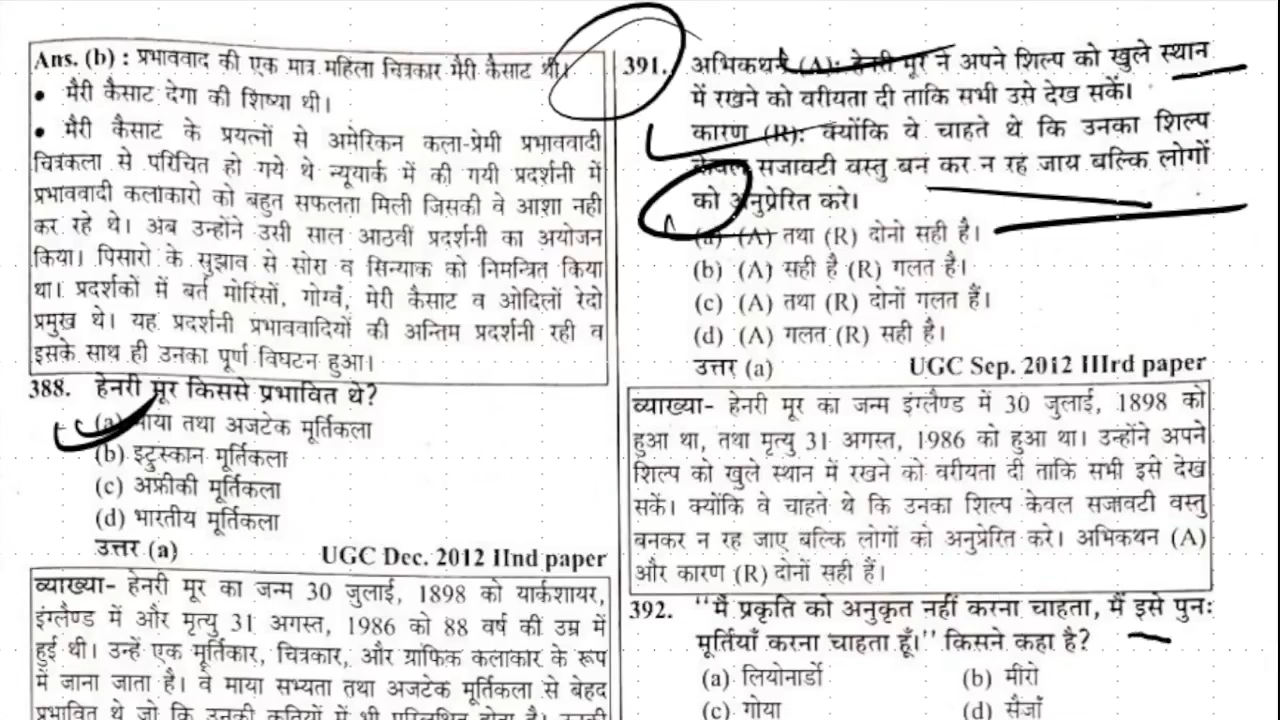 Ans. (b) : प्रभाववाद की एक मात्र महिला चित्रकार मैरी कैसाट थी।
• मैरी कैसाट देगा की शिष्या थी।
• मैरी कैसाट के प्रयत्नों से अमेरिकन कला-प्रेमी प्रभाववादी
चित्रकला से परिचित हो गये थे न्यूयार्क में की गयी प्रदर्शनी में
प्रभाववादी कलाकारो को बहुत सफलता मिली जिसकी वे आशा नही
कर रहे थे। अब उन्होंने उसी साल आठवीं प्रदर्शनी का अयोजन
किया। पिसारो के सुझाव से सोरा व सिन्याक को निमन्त्रित किया
था। प्रदर्शकों में बर्त मोरिसों, गोग्वँ, मेरी कैसाट व ओदिलों रेदो
प्रमुख थे। यह प्रदर्शनी प्रभाववादियों की अन्तिम प्रदर्शनी रही व
इसके साथ ही उनका पूर्ण विघटन हुआ।
388. हेनरी मूर किससे प्रभावित थे?
(a) माया तथा अजटेक मूर्तिकला
(b) इट्रुस्कान मूर्तिकला
(c) अफ्रीकी मूर्तिकला
(d) भारतीय मूर्तिकला
उत्तर (a) UGC Dec. 2012 IInd paper
व्याख्या- हेनरी मूर का जन्म 30 जुलाई, 1898 को यार्कशायर,
इंग्लैण्ड में और मृत्यु 31 अगस्त, 1986 को 88 वर्ष की उम्र में
हुई थी। उन्हें एक मूर्तिकार, चित्रकार, और ग्राफिक कलाकार के रूप
में जाना जाता है। वे माया सभ्यता तथा अजटेक मूर्तिकला से बेहद
प्रभावित थे जो कि उनकी कृतियों में भी परिलक्षित होता है।
391. अभिकथन (A): हेनरी मूर ने अपने शिल्प को खुले स्थान
में रखने को वरीयता दी ताकि सभी उसे देख सकें।
कारण (R): क्योंकि वे चाहते थे कि उनका शिल्प
केवल सजावटी वस्तु बन कर न रह जाय बल्कि लोगों
को अनुप्रेरित करे।
(a) (A) तथा (R) दोनो सही है।
(b) (A) सही है (R) गलत है।
(c) (A) तथा (R) दोनों गलत हैं।
(d) (A) गलत (R) सही है।
उत्तर (a) UGC Sep. 2012 IIIrd paper
व्याख्या- हेनरी मूर का जन्म इंग्लैण्ड में 30 जुलाई, 1898 को
हुआ था, तथा मृत्यु 31 अगस्त, 1986 को हुआ था। उन्होंने अपने
शिल्प को खुले स्थान में रखने को वरीयता दी ताकि सभी इसे देख
सकें। क्योंकि वे चाहते थे कि उनका शिल्प केवल सजावटी वस्तु
बनकर न रह जाए बल्कि लोगों को अनुप्रेरित करे। अभिकथन (A)
और कारण (R) दोनों सही हैं।
392. "मैं प्रकृति को अनुकृत नहीं करना चाहता, मैं इसे पुनः
मूर्तियाँ करना चाहता हूँ।" किसने कहा है?
(a) लियोनार्डो (b) मीरो
(c) गोया (d) सैजाँ